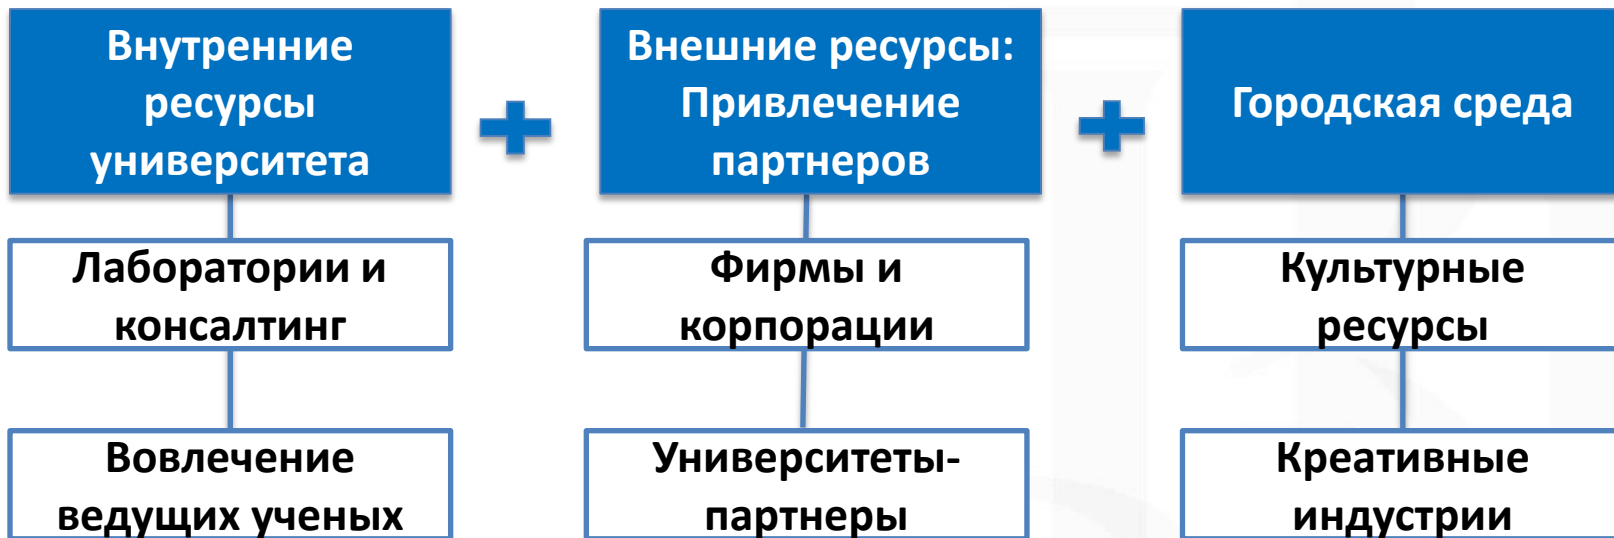 Внутренние
ресурсы
университета
Внешние ресурсы:
Привлечение
партнеров
Городская среда
Лаборатории и
консалтинг
Фирмы и
корпорации
Культурные
ресурсы
Вовлечение
ведущих ученых
Университеты-
партнеры
Креативные
индустрии